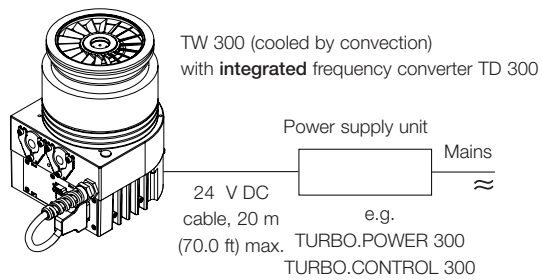 TW 300 (cooled by convection)
with integrated frequency converter TD 300
Power supply unit
Mains
≈
24 V DC
cable, 20 m
(70.0 ft) max.
e.g.
TURBO.POWER 300
TURBO.CONTROL 300